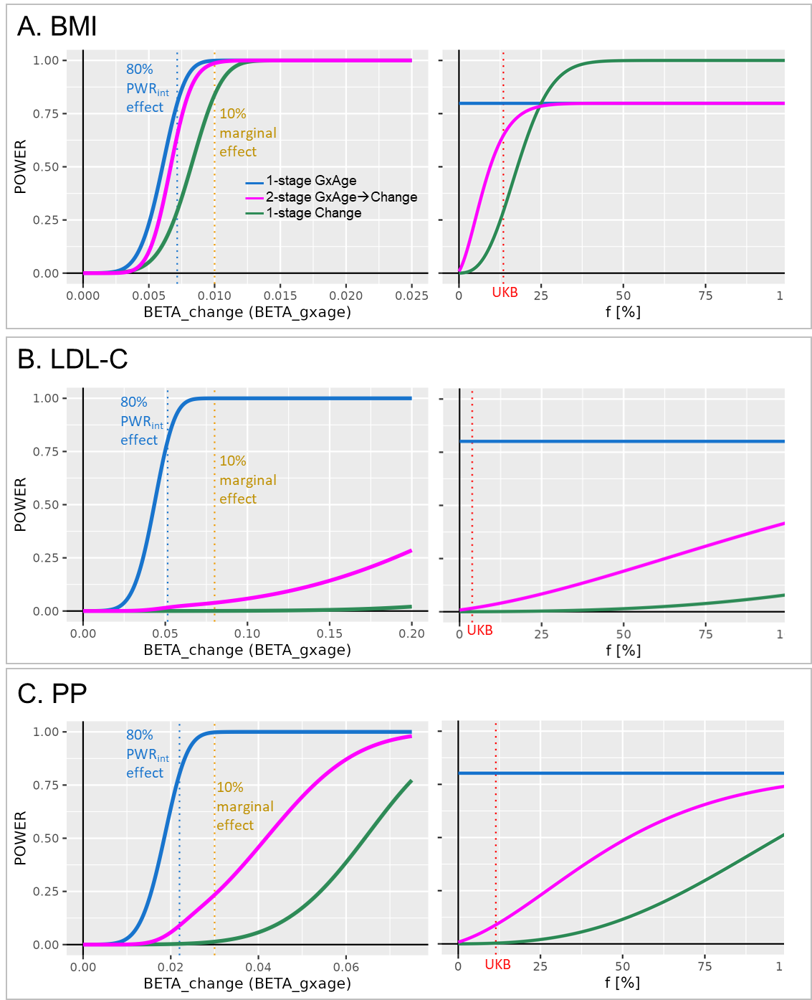 A. BMI
1.00
0.75
0.50
0.25
0.00
POWER
80%
PWRint
effect
10%
marginal
effect
1-stage GxAge
2-stage GxAge→Change
1-stage Change
0.000 0.005 0.010 0.015 0.020 0.025
BETA_change (BETA_gxage)
UKB
0 25 50 75 1
f [%]
B. LDL-C
1.00
0.75
0.50
0.25
0.00
POWER
80%
PWRint
effect
10%
marginal
effect
0.00 0.05 0.10 0.15 0.20
BETA_change (BETA_gxage)
0 UKB 25 50 75 1
f [%]
C. PP
1.00
0.75
0.50
0.25
0.00
POWER
80%
PWRint
effect
10%
marginal
effect
0.00 0.02 0.04 0.06
BETA_change (BETA_gxage)
0 UKB 25 50 75 1
f [%]